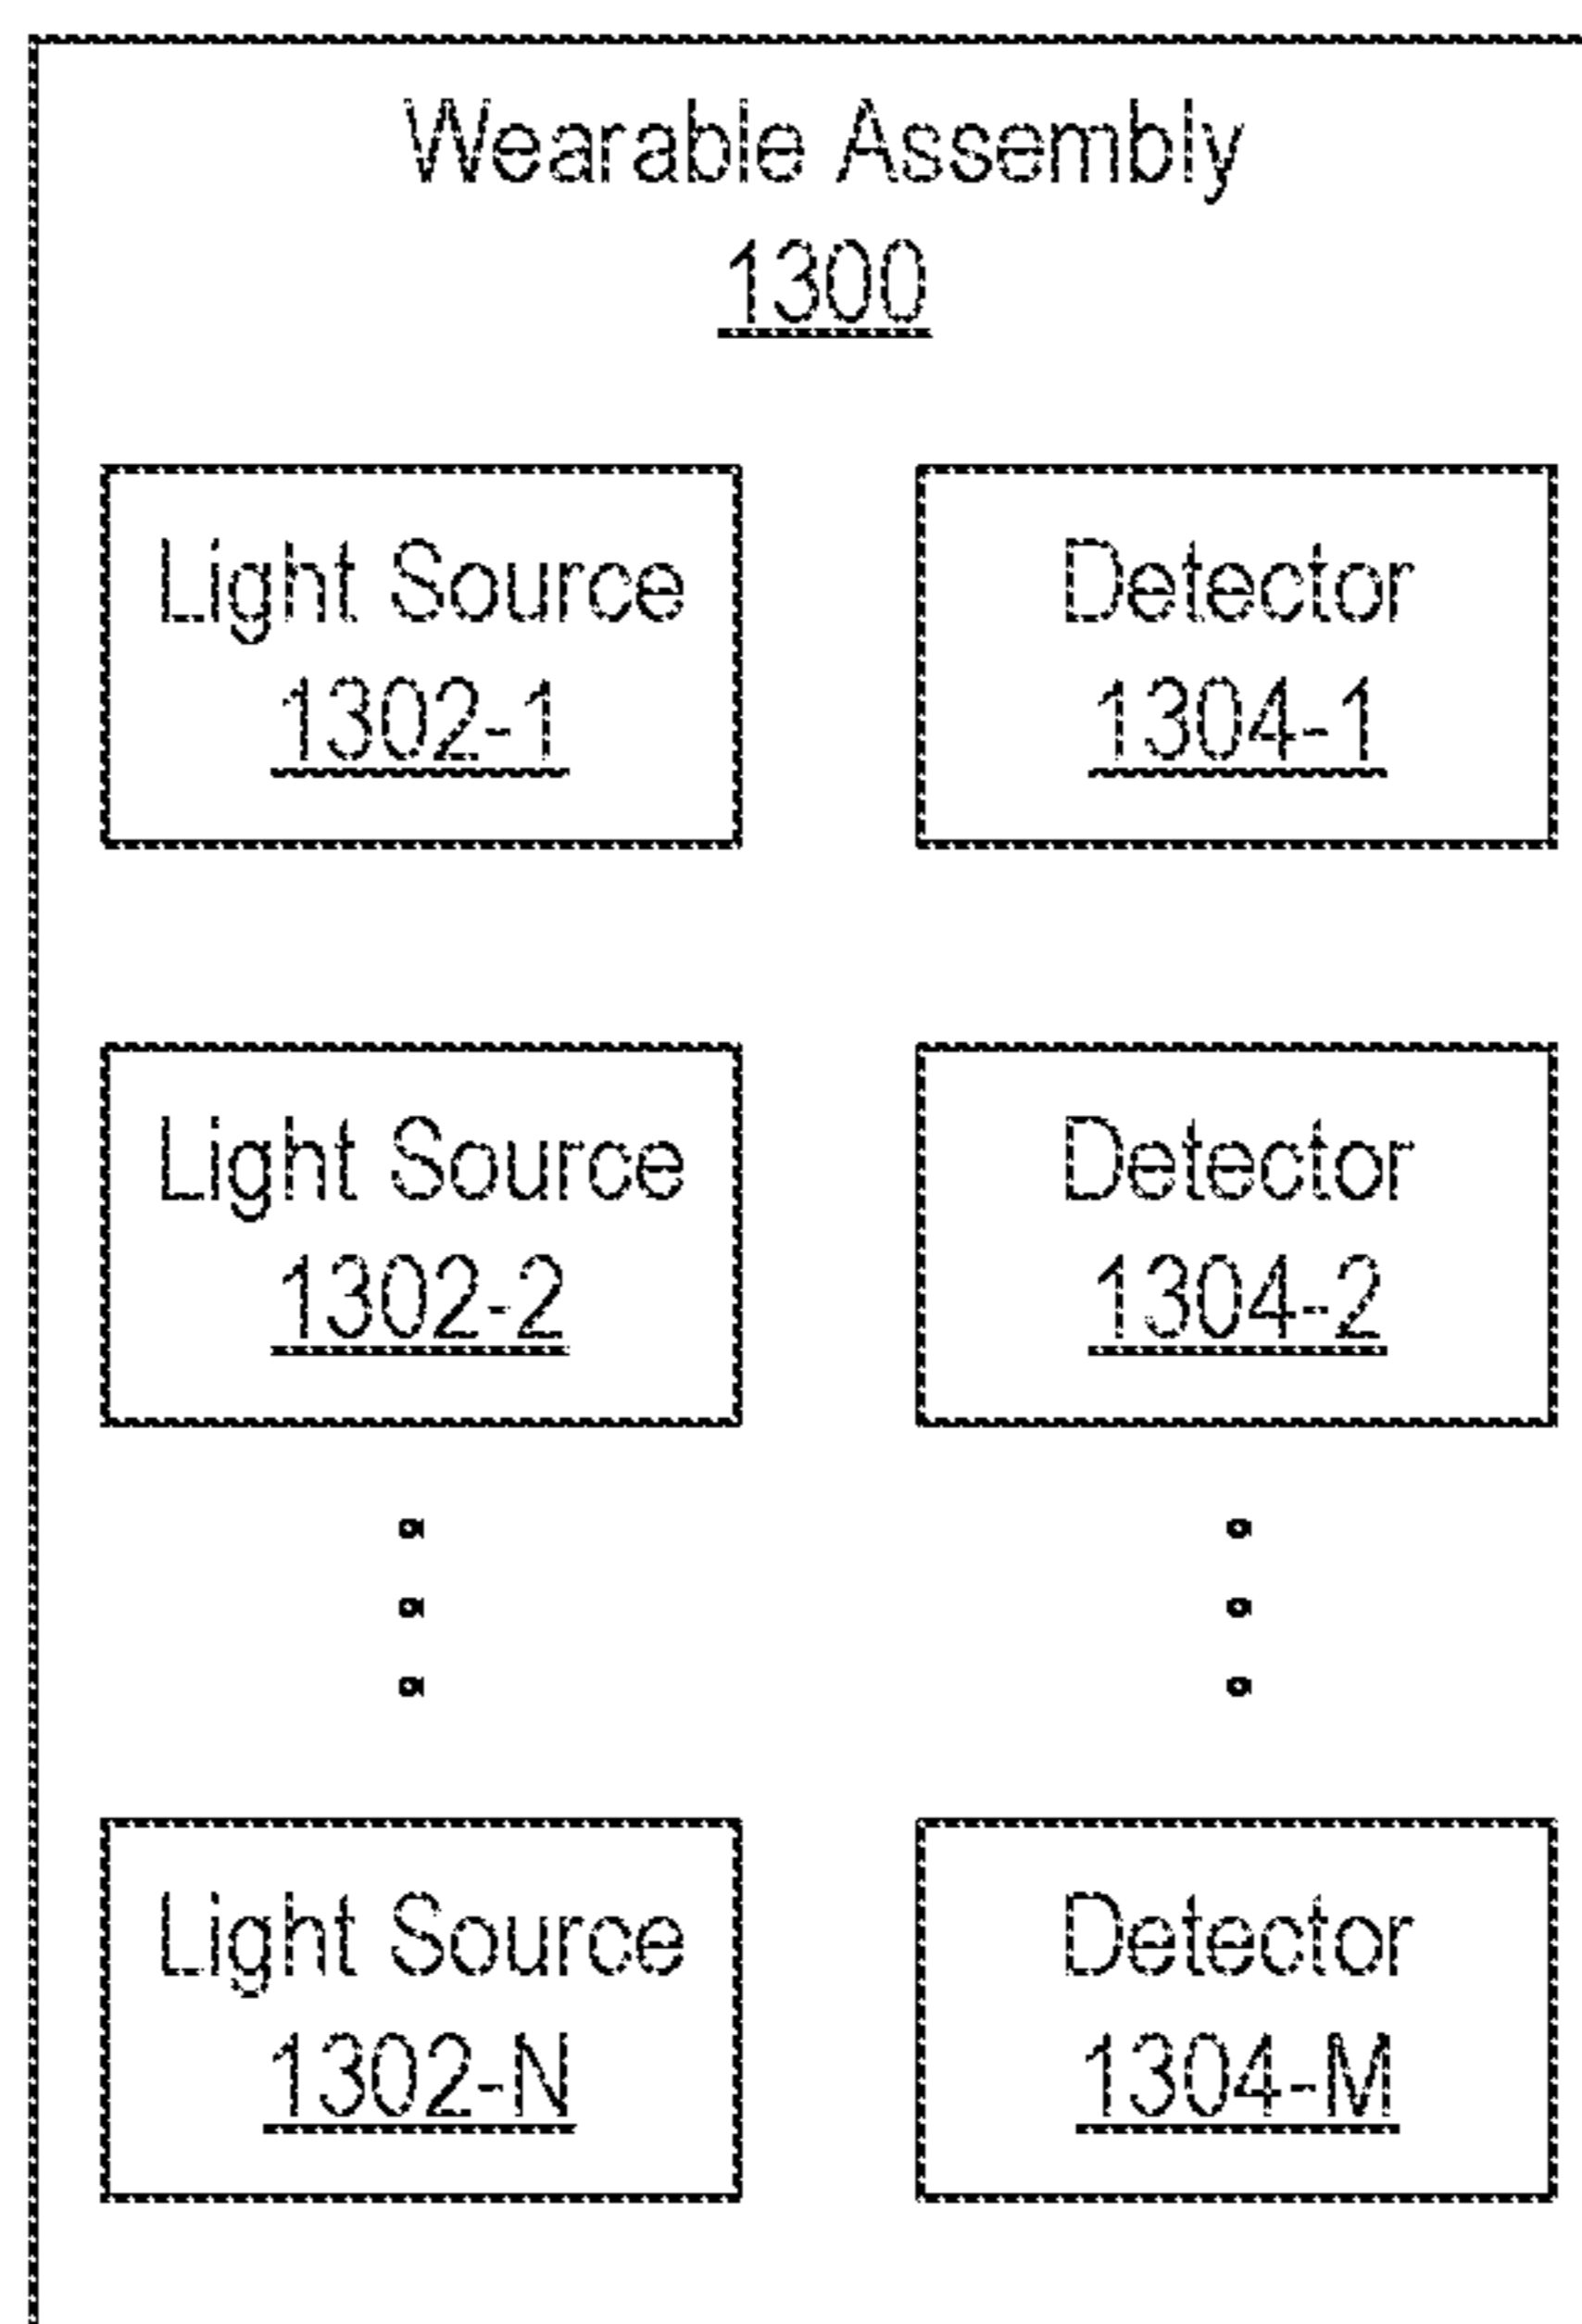 Wearable Assembly
1300
Light Source
1302-1
Detector
1304-1
Light Source
1302-2
Detector
1304-2
Light Source
1302-N
Detector
1304-M